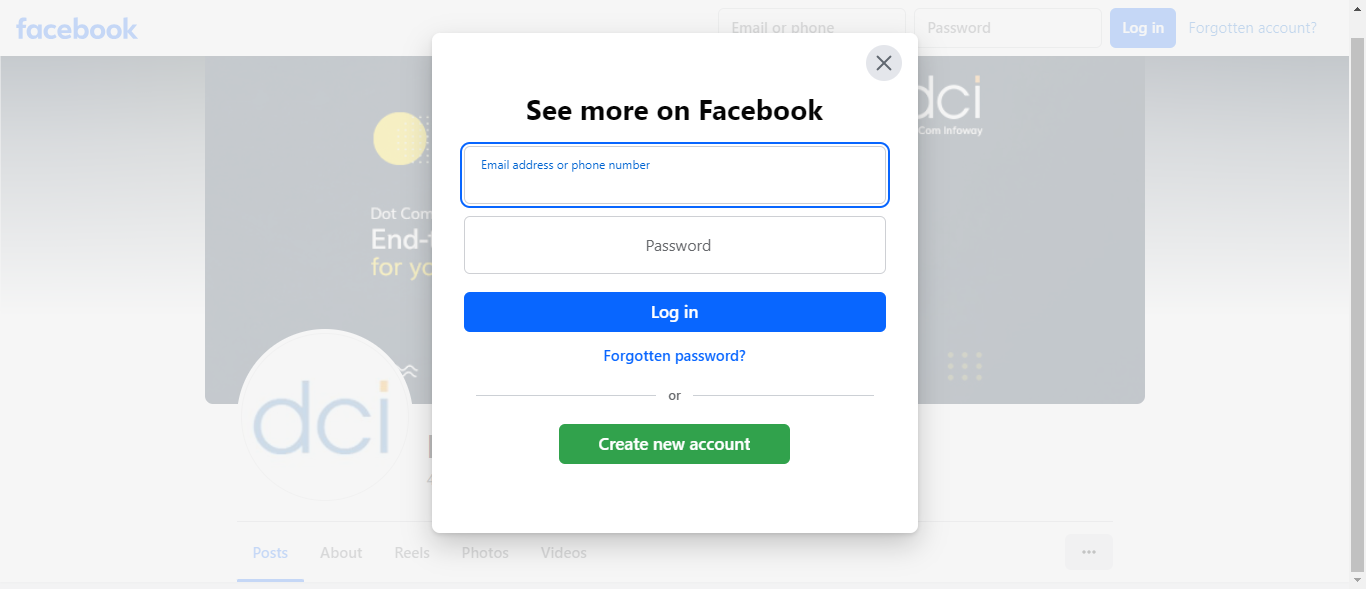 facebook
Email or phone
Password
Log in
Forgotten account?
See more on Facebook
Email address or phone number
Password
Log in
Forgotten password?
or
Create new account
dci
Com Infoway
Dot Com
for
dci
Posts
About
Reels
Photos
Videos